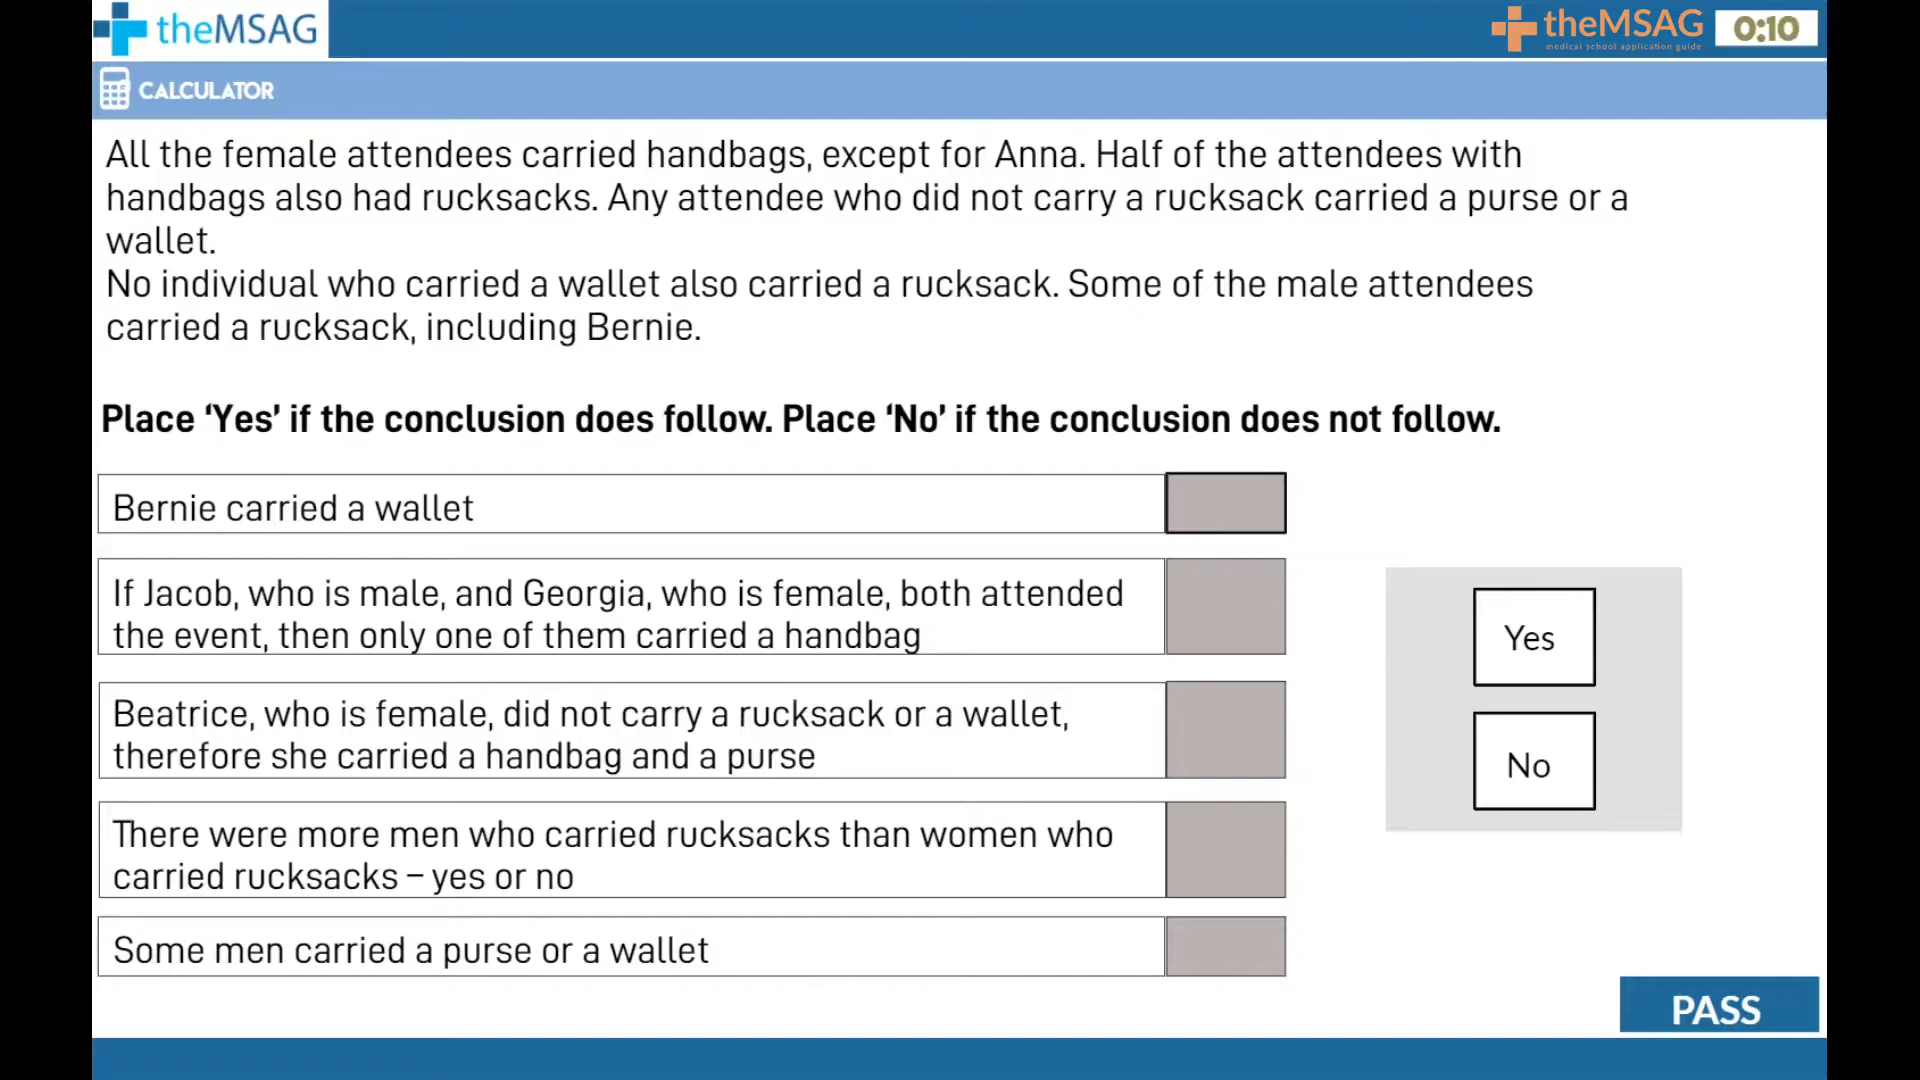 theMSAG
theMSAG
medical school application guide
0:10
CALCULATOR
All the female attendees carried handbags, except for Anna. Half of the attendees with
handbags also had rucksacks. Any attendee who did not carry a rucksack carried a purse or a
wallet.
No individual who carried a wallet also carried a rucksack. Some of the male attendees
carried a rucksack, including Bernie.
Place ‘Yes’ if the conclusion does follow. Place ‘No’ if the conclusion does not follow.
Bernie carried a wallet
If Jacob, who is male, and Georgia, who is female, both attended
the event, then only one of them carried a handbag
Beatrice, who is female, did not carry a rucksack or a wallet,
therefore she carried a handbag and a purse
There were more men who carried rucksacks than women who
carried rucksacks – yes or no
Some men carried a purse or a wallet
Yes
No
PASS